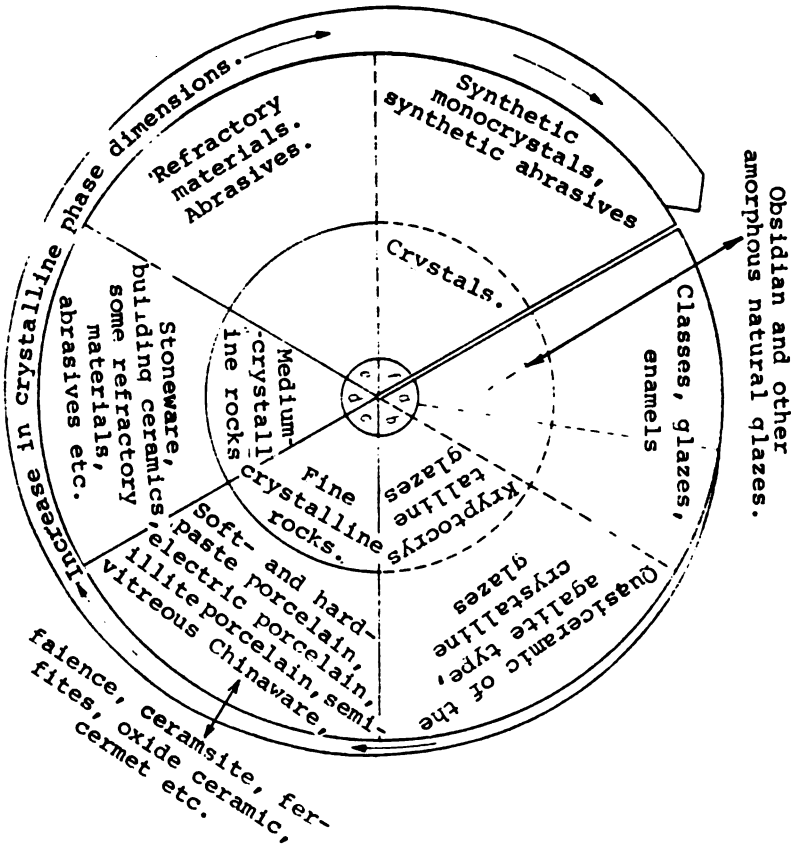 Increase in crystalline phase dimensions.
Synthetic
monocrystals,
synthetic abrasives
Refractory
materials.
Abrasives.
Crystals.
Obsidian and other
amorphous natural glazes.
Classes, glazes,
enamels
Stoneware,
building ceramics,
some refractory
materials,
abrasives etc.
Medium-
crystall
ine rocks
e f
d a
c b
Fine
crystalline
rocks.
Kryptocrys
talline
glazes
Soft- and hard-
paste porcelain,
electric porcelain,
illite porcelain, semi-
vitreous Chinaware,
Quasiceramic of the
agalite type,
crystalline
glazes
faience, ceramsite, fer-
fites, oxide ceramic,
cermet etc.